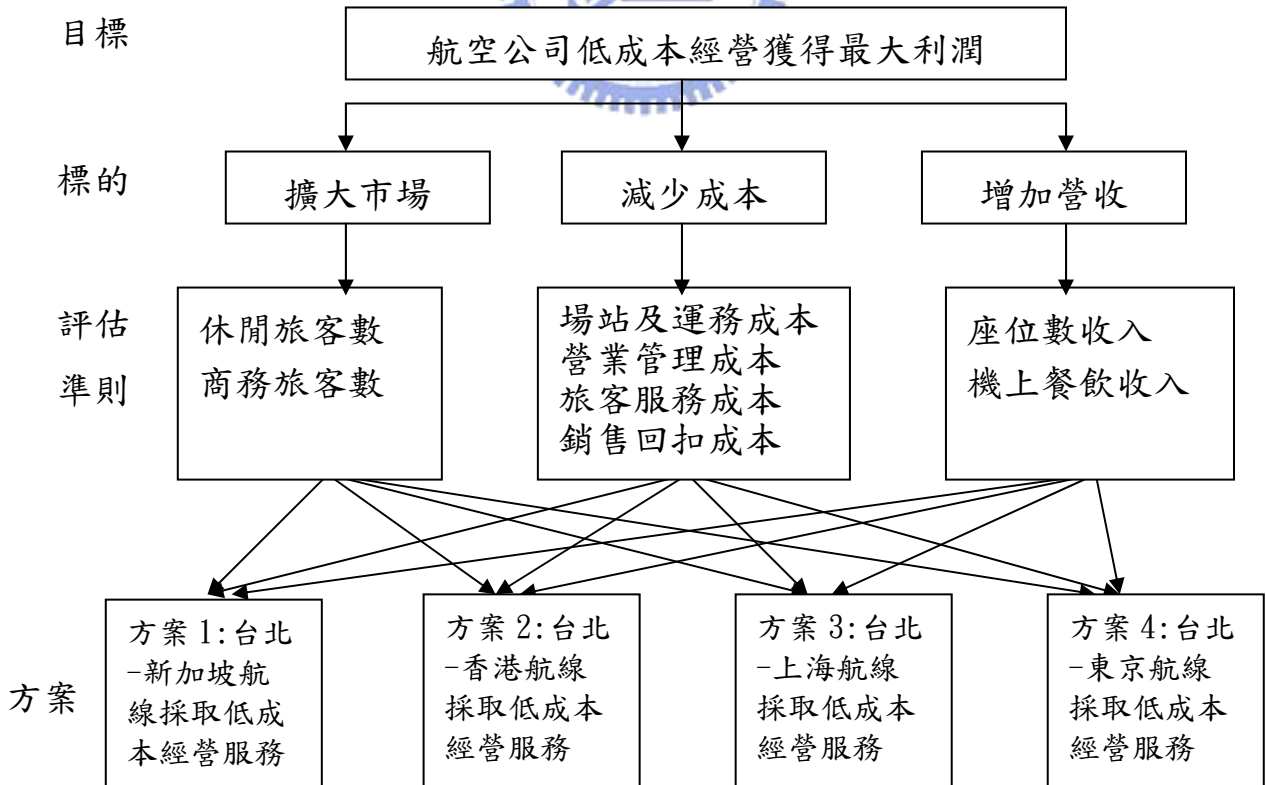 目標
航空公司低成本經營獲得最大利潤
標的
擴大市場
減少成本
增加營收
評估
準則
休閒旅客數
商務旅客數
場站及運務成本
營業管理成本
旅客服務成本
銷售回扣成本
座位數收入
機上餐飲收入
方案
方案 1:台北
-新加坡航
線採取低成
本經營服務
方案 2:台北
-香港航線
採取低成本
經營服務
方案 3:台北
-上海航線
採取低成本
經營服務
方案 4:台北
-東京航線
採取低成本
經營服務